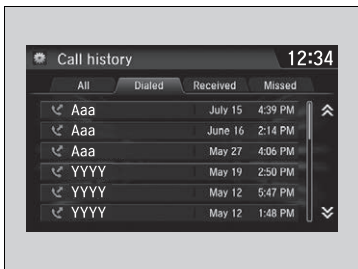 Call history 12:34
All Dialed Received Missed
Aaa July 15 4:39 PM
Aaa June 16 2:14 PM
Aaa May 27 4:06 PM
YYYY May 19 2:50 PM
YYYY May 12 5:47 PM
YYYY May 12 1:48 PM